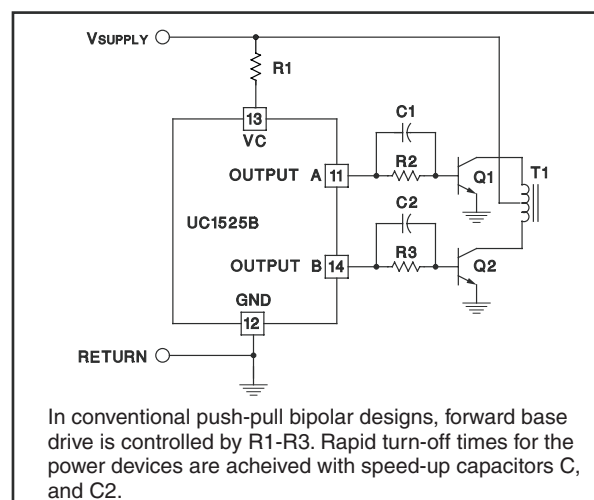 VSUPPLY
R1
13
VC
C1
OUTPUT A 11
R2
Q1
T1
C2
UC1525B
OUTPUT B 14
R3
Q2
GND
12
RETURN
In conventional push-pull bipolar designs, forward base
drive is controlled by R1-R3. Rapid turn-off times for the
power devices are acheived with speed-up capacitors C,
and C2.